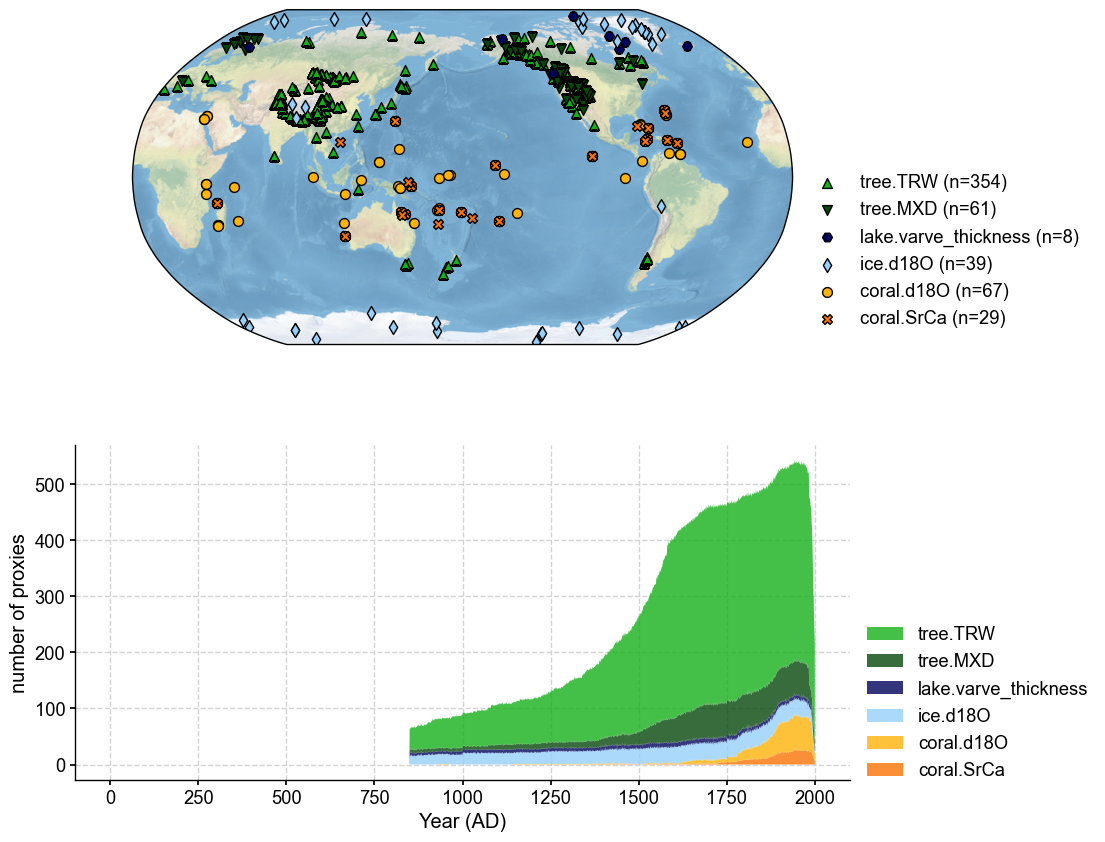 tree.TRW (n=354)
tree.MXD (n=61)
lake.varve_thickness (n=8)
ice.d18O (n=39)
coral.d18O (n=67)
coral.SrCa (n=29)
number of proxies
500
400
300
200
100
0
0 250 500 750 1000 1250 1500 1750 2000
Year (AD)
tree.TRW
tree.MXD
lake.varve_thickness
ice.d18O
coral.d18O
coral.SrCa